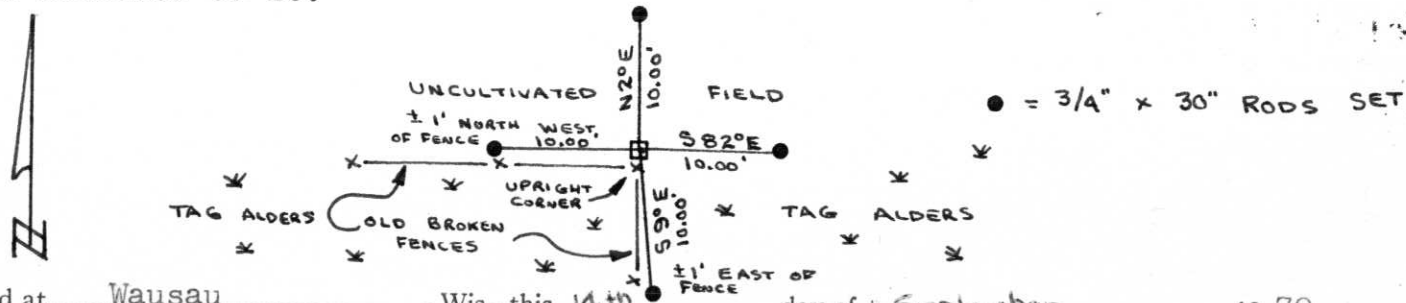 N2°E
10.00'
UNCULTIVATED FIELD
● = 3/4" x 30" RODS SET
± 1' NORTH
OF FENCE
WEST,
10.00'
S82°E
10.00'
UPRIGHT
CORNER
TAG ALDERS
OLD BROKEN
FENCES
S9°E.
10.00'
TAG ALDERS
±1' EAST OF
FENCE
N
d at Wausau Wis. this 14th day of